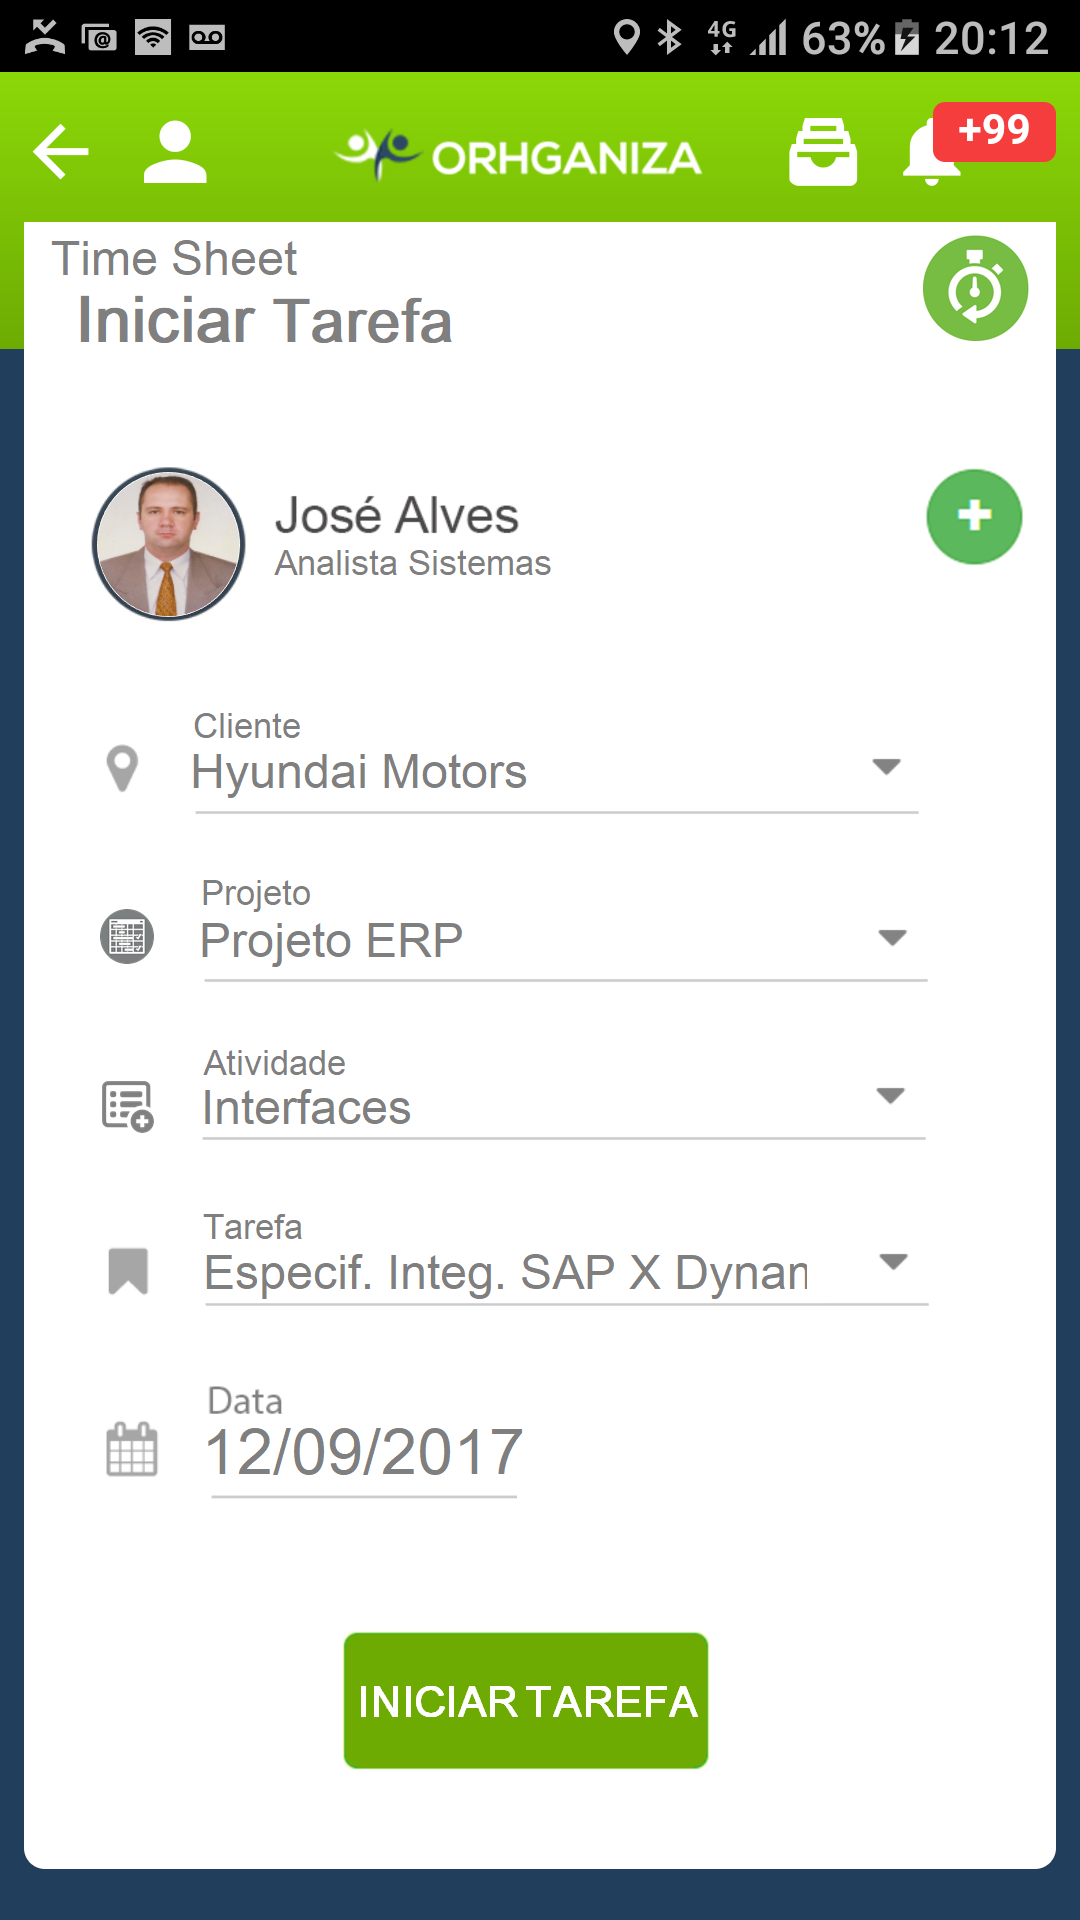 4G 63% 20:12
ORHGANIZA +99
Time Sheet
Iniciar Tarefa
José Alves
Analista Sistemas
Cliente
Hyundai Motors
Projeto
Projeto ERP
Atividade
Interfaces
Tarefa
Especif. Integ. SAP X Dynan
Data
12/09/2017
INICIAR TAREFA